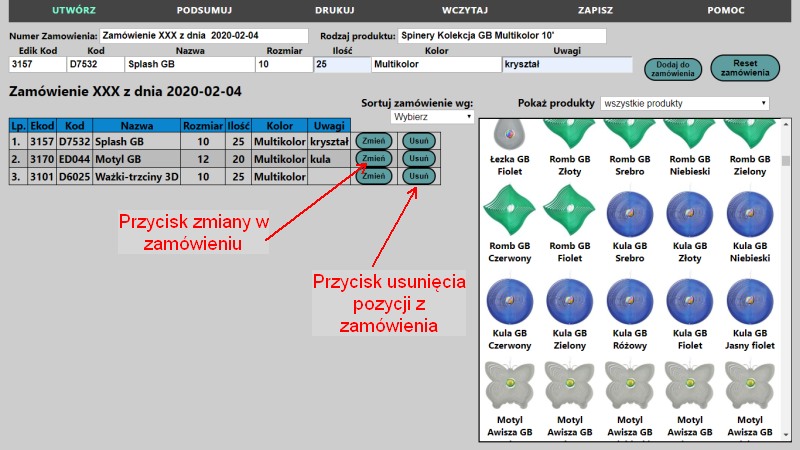 UTWÓRZ PODSUMUJ DRUKUJ WCZYTAJ ZAPISZ POMOC
Numer Zamowienia: Zamówienie XXX z dnia 2020-02-04 Rodzaj produktu: Spinery Kolekcja GB Multikolor 10'
Edik Kod Kod Nazwa Rozmiar Ilość Kolor Uwagi
3157 D7532 Splash GB 10 25 Multikolor kryształ
Dodaj do zamówienia
Reset zamówienia
Zamówienie XXX z dnia 2020-02-04
Sortuj zamówienie wg:
Wybierz
Pokaż produkty wszystkie produkty
Lp. Ekod Kod Nazwa Rozmiar Ilość Kolor Uwagi
1. 3157 D7532 Splash GB 10 25 Multikolor kryształ Zmień Usuń
2. 3170 ED044 Motyl GB 12 20 Multikolor kula Zmień Usuń
3. 3101 D6025 Ważki-trzciny 3D 10 25 Multikolor Zmień Usuń
Przycisk zmiany w
zamówieniu
Przycisk usunięcia
pozycji z
zamówienia
Łezka GB Romb GB Romb GB Romb GB Romb GB
Fiolet Złoty Srebro Niebieski Zielony
Romb GB Romb GB Kula GB Kula GB Kula GB
Czerwony Fiolet Srebro Złoty Niebieski
Kula GB Kula GB Kula GB Kula GB Kula GB
Czerwony Zielony Różowy Fiolet Jasny fiolet
Motyl Motyl Motyl Motyl Motyl
Awisza GB Awisza GB Awisza GB Awisza GB Awisza GB